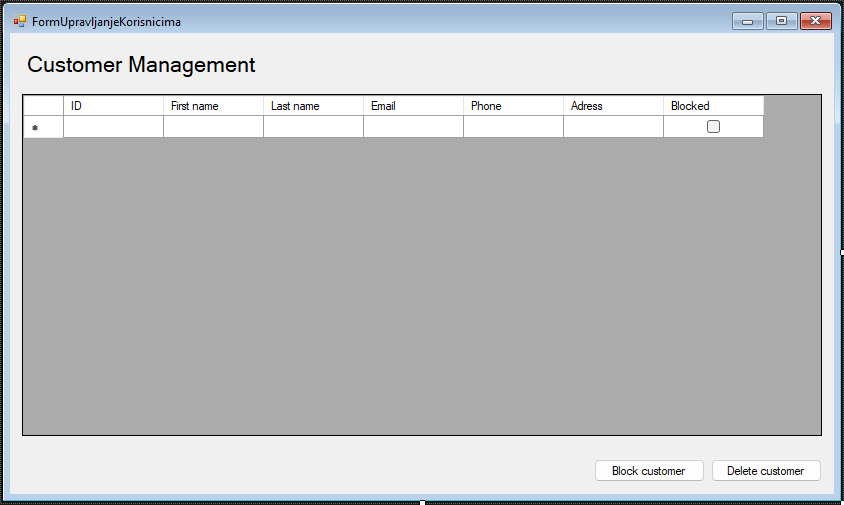 FormUpravljanjeKorisnicima
Customer Management
ID First name Last name Email Phone Adress Blocked
Block customer Delete customer